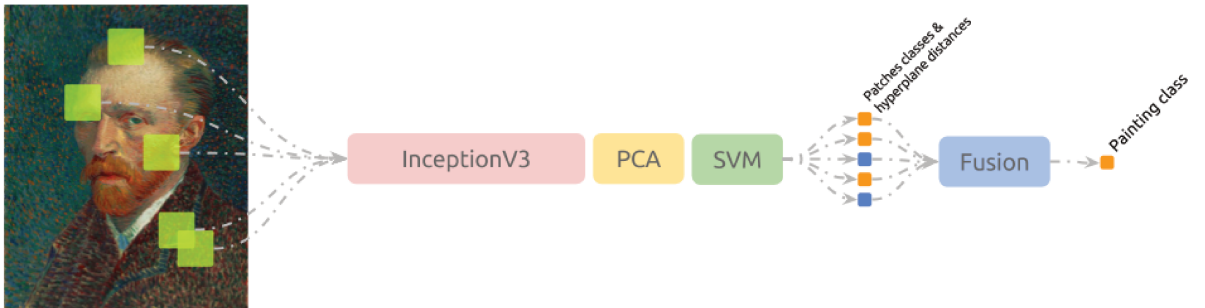 InceptionV3
PCA
SVM
Patches classes &
hyperplane distances
Fusion
Painting class